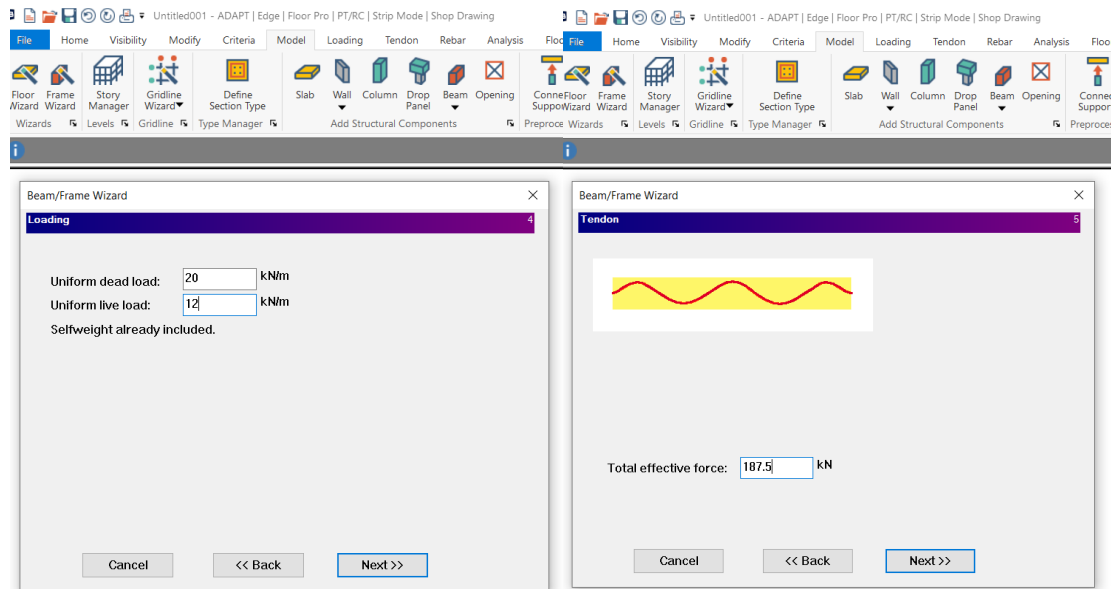 Untitled001 - ADAPT | Edge | Floor Pro | PT/RC | Strip Mode | Shop Drawing
File Home Visibility Modify Criteria Model Loading Tendon Rebar Analysis
Floor Wizard Frame Wizard Story Manager Gridline Wizard Define Section Type Slab Wall Column Drop Panel Beam Opening
Wizards Levels Gridline Type Manager Add Structural Components
Beam/Frame Wizard
Loading 4
Uniform dead load: 20 kN/m
Uniform live load: 12 kN/m
Selfweight already included.
Cancel << Back Next >>
Untitled001 - ADAPT | Edge | Floor Pro | PT/RC | Strip Mode | Shop Drawing
File Home Visibility Modify Criteria Model Loading Tendon Rebar Analysis Floo
Wizard Frame Wizard Story Manager Gridline Wizard Define Section Type Slab Wall Column Drop Panel Beam Opening Connec Suppor
Wizards Levels Gridline Type Manager Add Structural Components Preproces
Beam/Frame Wizard
Tendon 5
Total effective force: 187.5 kN
Cancel << Back Next >>